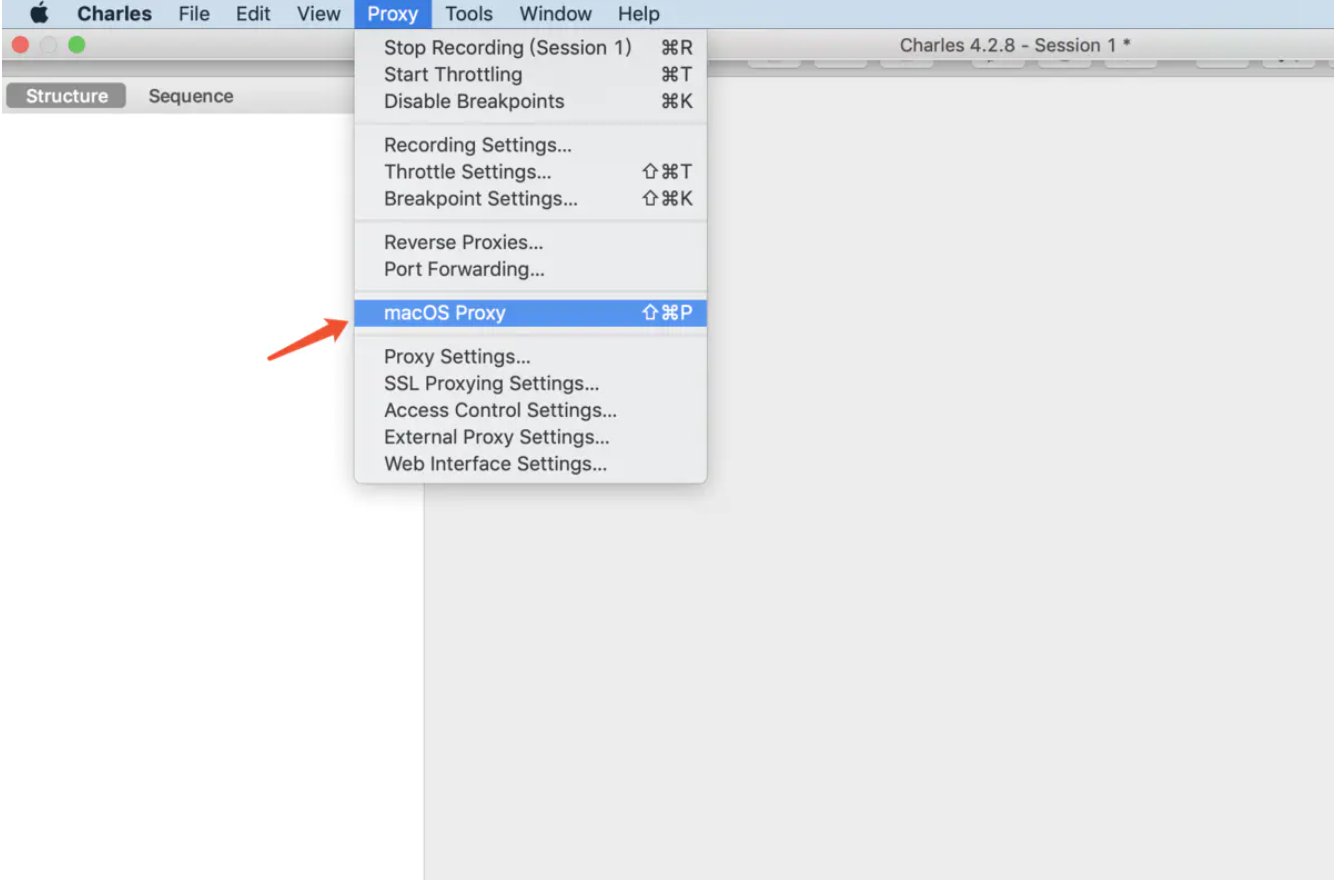 Charles File Edit View Proxy Tools Window Help
Charles 4.2.8 - Session 1 *
Structure Sequence
Stop Recording (Session 1) ⌘R
Start Throttling ⌘T
Disable Breakpoints ⌘K
Recording Settings...
Throttle Settings... ⇧⌘T
Breakpoint Settings... ⇧⌘K
Reverse Proxies...
Port Forwarding...
macOS Proxy ⇧⌘P
Proxy Settings...
SSL Proxying Settings...
Access Control Settings...
External Proxy Settings...
Web Interface Settings...